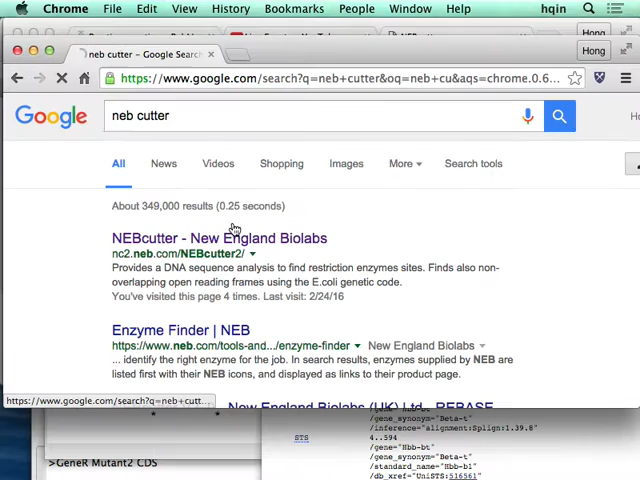 Chrome File Edit View History Bookmarks People Window Help hqin
Hong
neb cutter - Google Search
Hong
https://www.google.com/search?q=neb+cutter&oq=neb+cu&aqs=chrome.0.6...
Google neb cutter
All News Videos Shopping Images More Search tools
About 349,000 results (0.25 seconds)
NEBcutter - New England Biolabs
nc2.neb.com/NEBcutter2/
Provides a DNA sequence analysis to find restriction enzymes sites. Finds also non-
overlapping open reading frames using the E.coli genetic code.
You've visited this page 4 times. Last visit: 2/24/16
Enzyme Finder | NEB
https://www.neb.com/tools-and.../enzyme-finder New England Biolabs
... identify the right enzyme for the job. In search results, enzymes supplied by NEB are
listed first with their NEB icons, and displayed as links to their product page.
New England Biolabs (UK) Ltd. - REBASE
https://www.google.com/search?q=neb+cutt...
* *
/gene="Hbb-bt"
/gene_synonym="Beta-t"
/inference="alignment:Splign:1.39.8"
STS 4..594
/gene="Hbb-bt"
/gene_synonym="Beta-t"
/standard_name="Hbb-b1"
/db_xref="UniSTS:516561"
>GeneR Mutant2 CDS